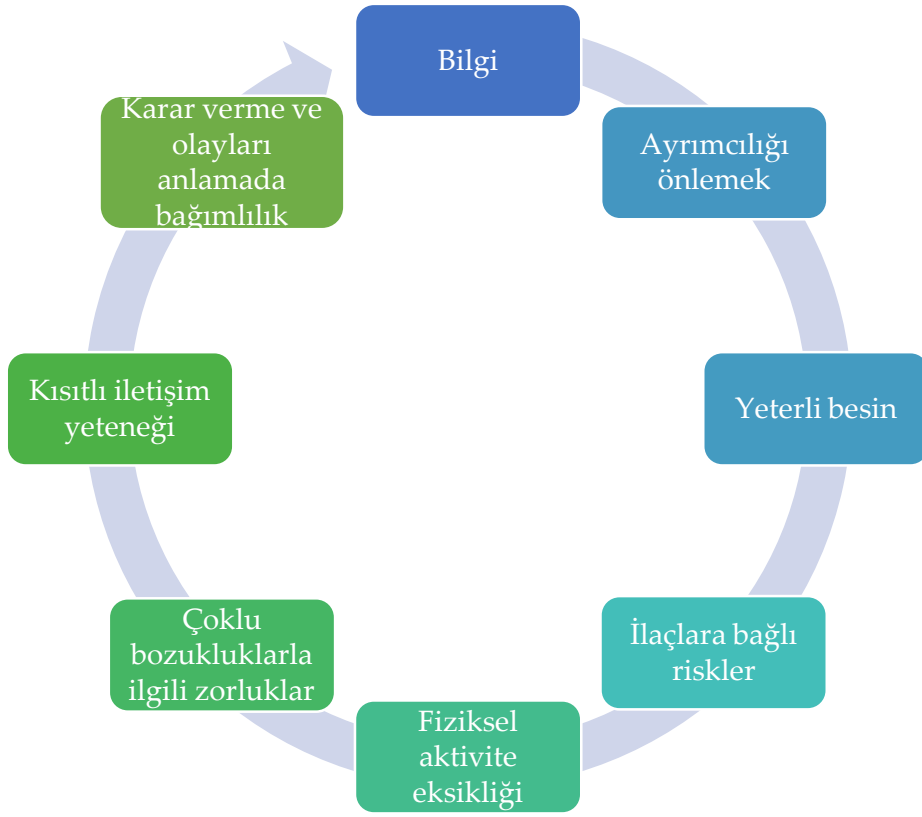 Bilgi
Ayrımcılığı
önlemek
Yeterli besin
İlaçlara bağlı
riskler
Fiziksel
aktivite
eksikliği
Çoklu
bozukluklarla
ilgili zorluklar
Kısıtlı iletişim
yeteneği
Karar verme ve
olayları
anlamada
bağımlılık